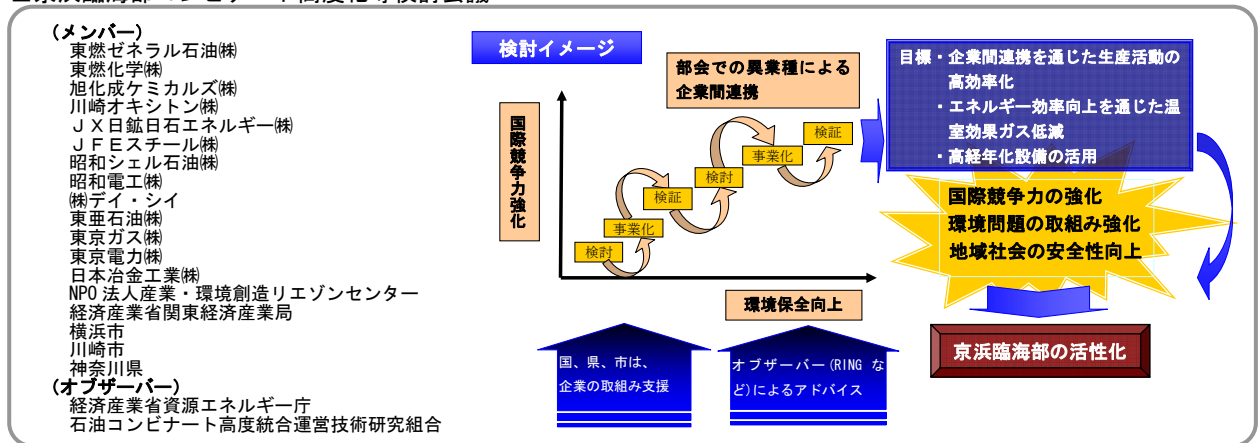 (メンバー)
東燃ゼネラル石油㈱
東燃化学㈱
旭化成ケミカルズ㈱
川崎オキシトン㈱
JX日鉱日石エネルギー㈱
JFEスチール㈱
昭和シェル石油㈱
昭和電工㈱
㈱デイ・シイ
東亜石油㈱
東京ガス㈱
東京電力㈱
日本冶金工業㈱
NPO法人産業・環境創造リエゾンセンター
経済産業省関東経済産業局
横浜市
川崎市
神奈川県
(オブザーバー)
経済産業省資源エネルギー庁
石油コンビナート高度統合運営技術研究組合
検討イメージ
部会での異業種による
企業間連携
国際競争力強化
検討
事業化
検証
検討
事業化
検証
環境保全向上
国、県、市は、
企業の取組み支援
オブザーバー(RING な
ど)によるアドバイス
目標・企業間連携を通じた生産活動の
高効率化
・エネルギー効率向上を通じた温
室効果ガス低減
・高経年化設備の活用
国際競争力の強化
環境問題の取組み強化
地域社会の安全性向上
京浜臨海部の活性化